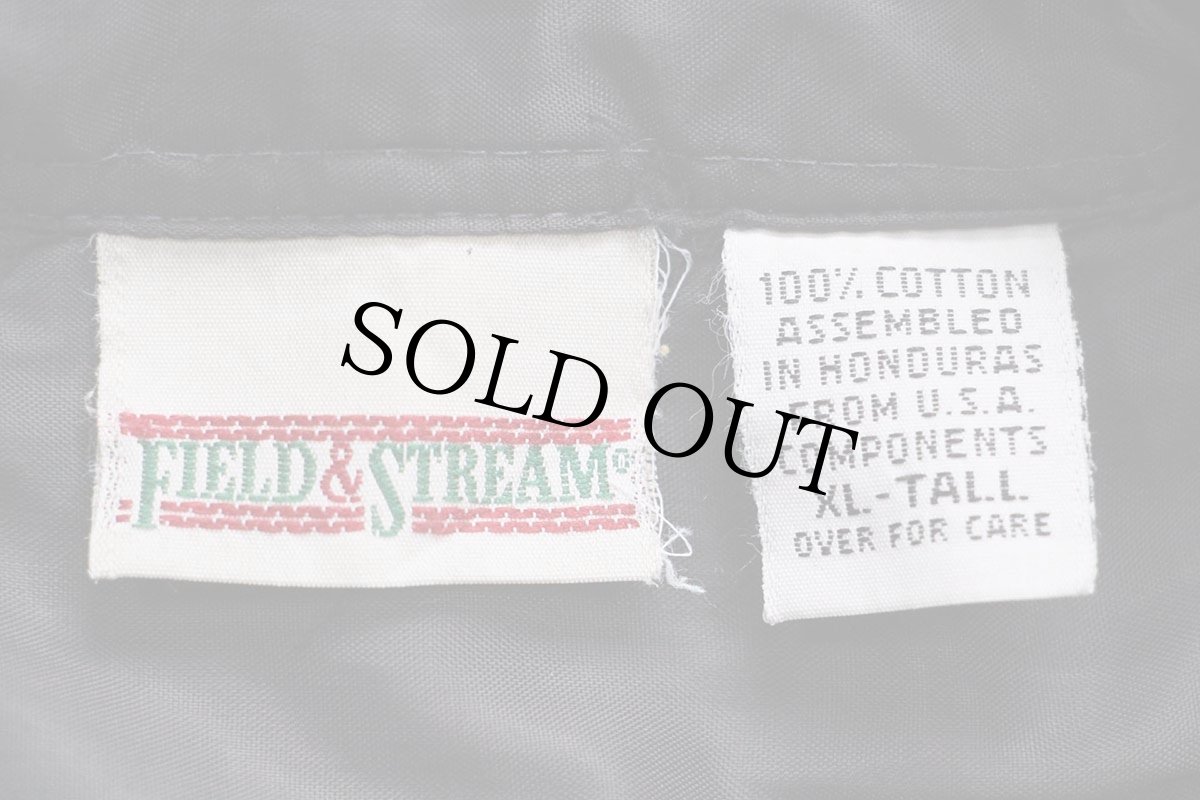 FIELD & STREAM®
SOLD OUT
100% COTTON
ASSEMBLED
IN HONDURAS
FROM U.S.A.
COMPONENTS
XL-TALL
OVER FOR CARE